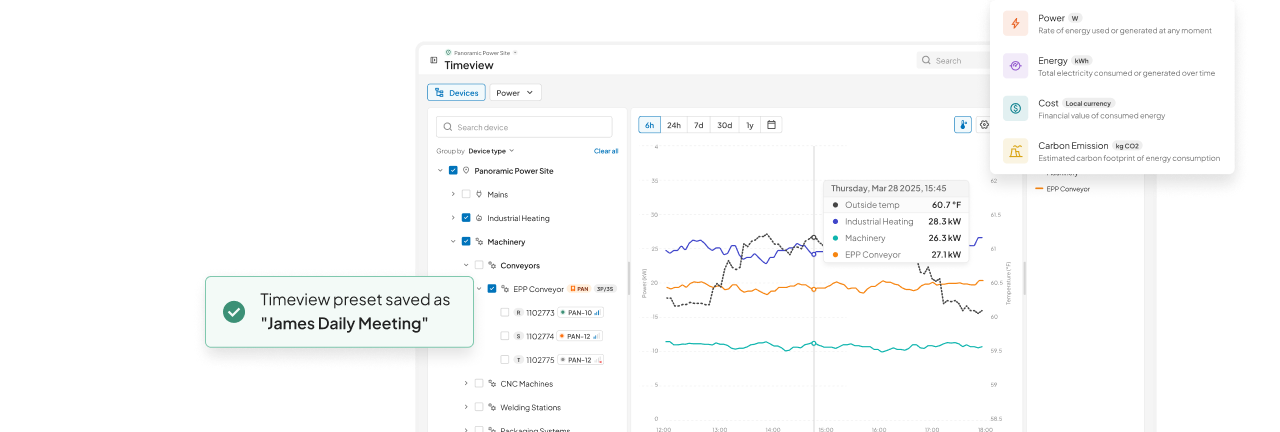 Power W
Rate of energy used or generated at any moment
Energy kWh
Total electricity consumed or generated over time
Cost Local currency
Financial value of consumed energy
Carbon Emission kg CO2
Estimated carbon footprint of energy consumption
Panoramic Power Site
Timeview
Search
Devices
Power
Search device
Group by Device type
Clear all
Panoramic Power Site
Mains
Industrial Heating
Machinery
Conveyors
EPP Conveyor PAN 3P/3S
R 1102773 PAN-10
S 1102774 PAN-12
T 1102775 PAN-12
CNC Machines
Welding Stations
Packaging Systems
Timeview preset saved as
"James Daily Meeting"
6h 24h 7d 30d 1y
Thursday, Mar 28 2025, 15:45
Outside temp 60.7 °F
Industrial Heating 28.3 kW
Machinery 26.3 kW
EPP Conveyor 27.1 kW
Power (kW)
4
35
30
25
20
15
10
5
0
12:00 13:00 14:00 15:00 16:00 17:00 18:00
62
61.5
61
60.5
60
59.5
59
58.5
Temperature (°F)
Machinery
EPP Conveyor